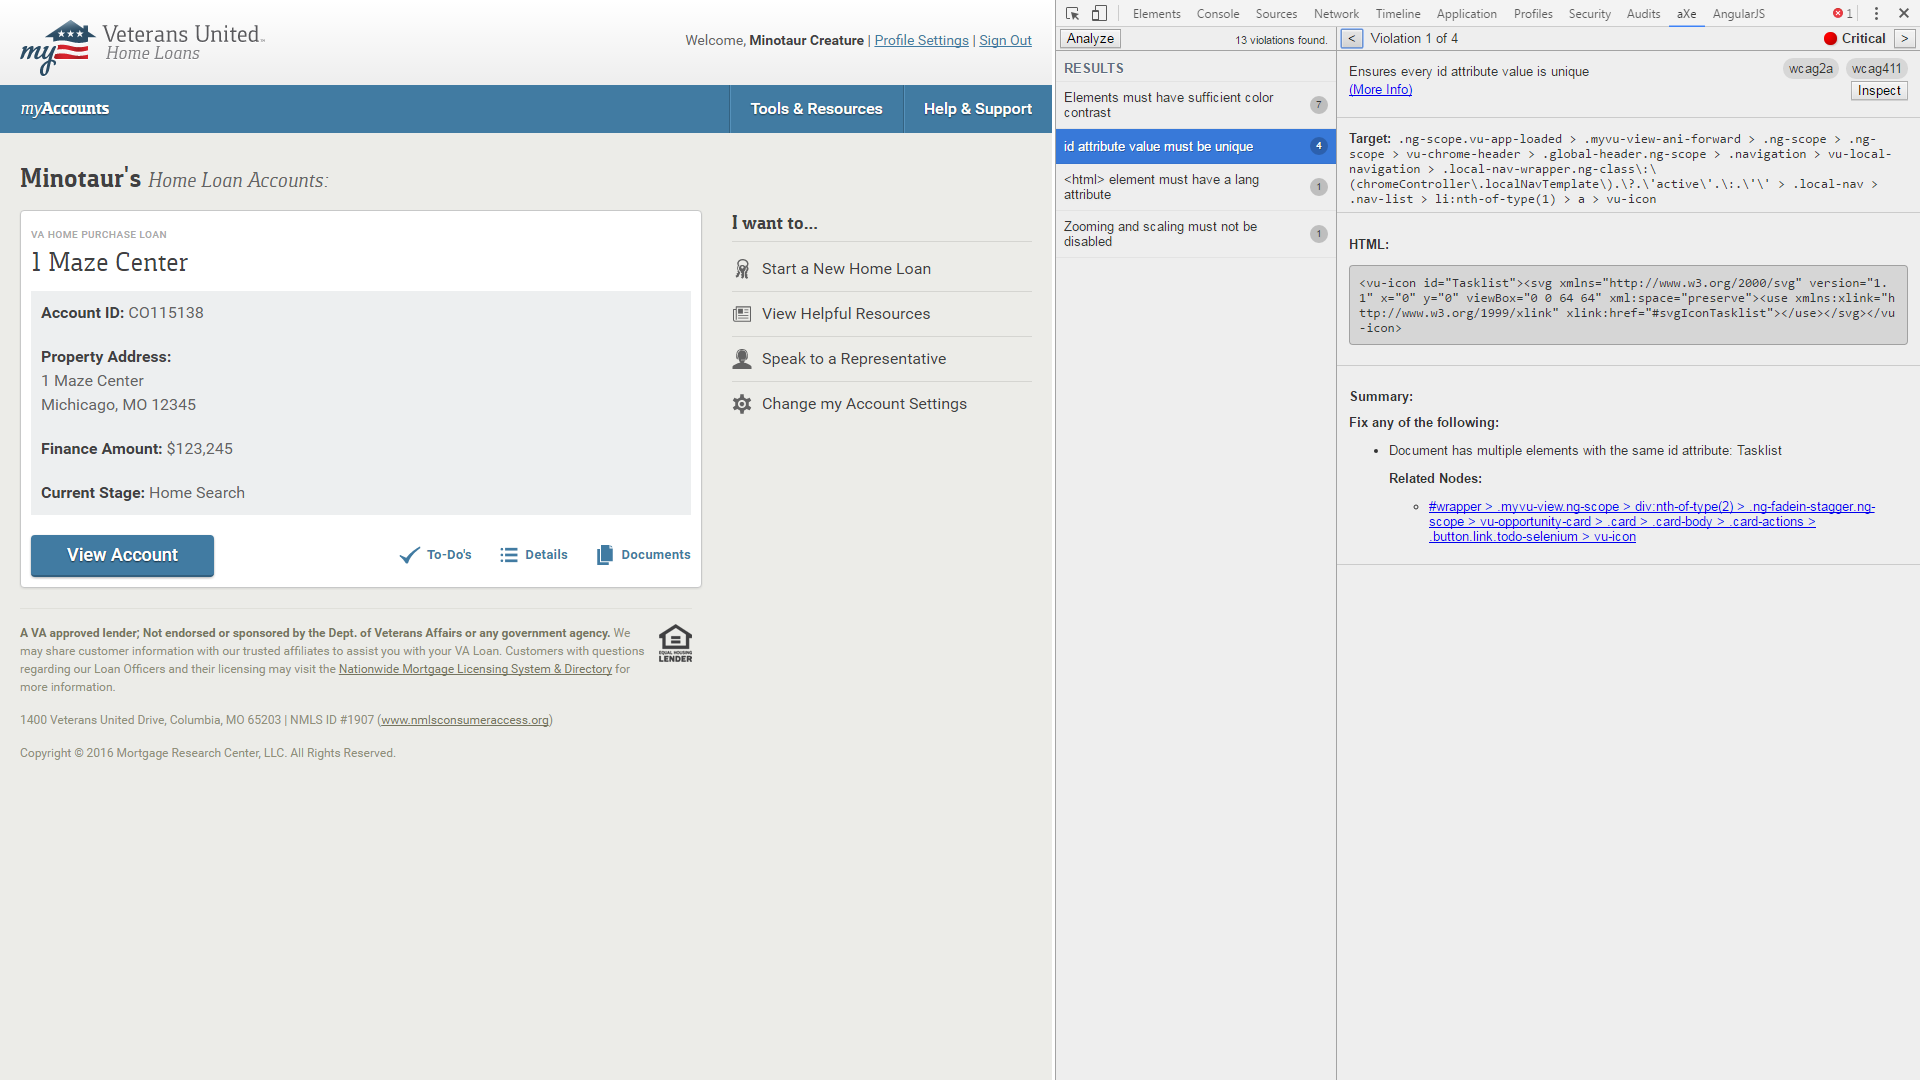 my Veterans United
Home Loans
Welcome, Minotaur Creature | Profile Settings | Sign Out
myAccounts
Tools & Resources
Help & Support
Minotaur's Home Loan Accounts:
VA HOME PURCHASE LOAN
1 Maze Center
Account ID: CO115138
Property Address:
1 Maze Center
Michicago, MO 12345
Finance Amount: $123,245
Current Stage: Home Search
View Account
To-Do's
Details
Documents
I want to...
Start a New Home Loan
View Helpful Resources
Speak to a Representative
Change my Account Settings
A VA approved lender; Not endorsed or sponsored by the Dept. of Veterans Affairs or any government agency. We
may share customer information with our trusted affiliates to assist you with your VA Loan. Customers with questions
regarding our Loan Officers and their licensing may visit the Nationwide Mortgage Licensing System & Directory for
more information.
EQUAL HOUSING
LENDER
1400 Veterans United Drive, Columbia, MO 65203 | NMLS ID #1907 (www.nmlsconsumeraccess.org)
Copyright © 2016 Mortgage Research Center, LLC. All Rights Reserved.
Elements Console Sources Network Timeline Application Profiles Security Audits aXe AngularJS 1
Analyze
13 violations found.
RESULTS
Elements must have sufficient color
contrast
7
id attribute value must be unique
4
<html> element must have a lang
attribute
1
Zooming and scaling must not be
disabled
1
< Violation 1 of 4
Critical >
Ensures every id attribute value is unique
(More Info)
wcag2a wcag411
Inspect
Target: .ng-scope.vu-app-loaded > .myvu-view-ani-forward > .ng-scope > .ng-
scope > vu-chrome-header > .global-header.ng-scope > .navigation > vu-local-
navigation > .local-nav-wrapper.ng-class\:\
(chromeController\.localNavTemplate\).\?.\'active\'.\:.\'\' > .local-nav >
.nav-list > li:nth-of-type(1) > a > vu-icon
HTML:
<vu-icon id="Tasklist"><svg xmlns="http://www.w3.org/2000/svg" version="1.
1" x="0" y="0" viewBox="0 0 64 64" xml:space="preserve"><use xmlns:xlink="h
ttp://www.w3.org/1999/xlink" xlink:href="#svgIconTasklist"></use></svg></vu
-icon>
Summary:
Fix any of the following:
Document has multiple elements with the same id attribute: Tasklist
Related Nodes:
#wrapper > .myvu-view.ng-scope > div:nth-of-type(2) > .ng-fadein-stagger.ng-
scope > vu-opportunity-card > .card > .card-body > .card-actions >
.button.link.todo-selenium > vu-icon